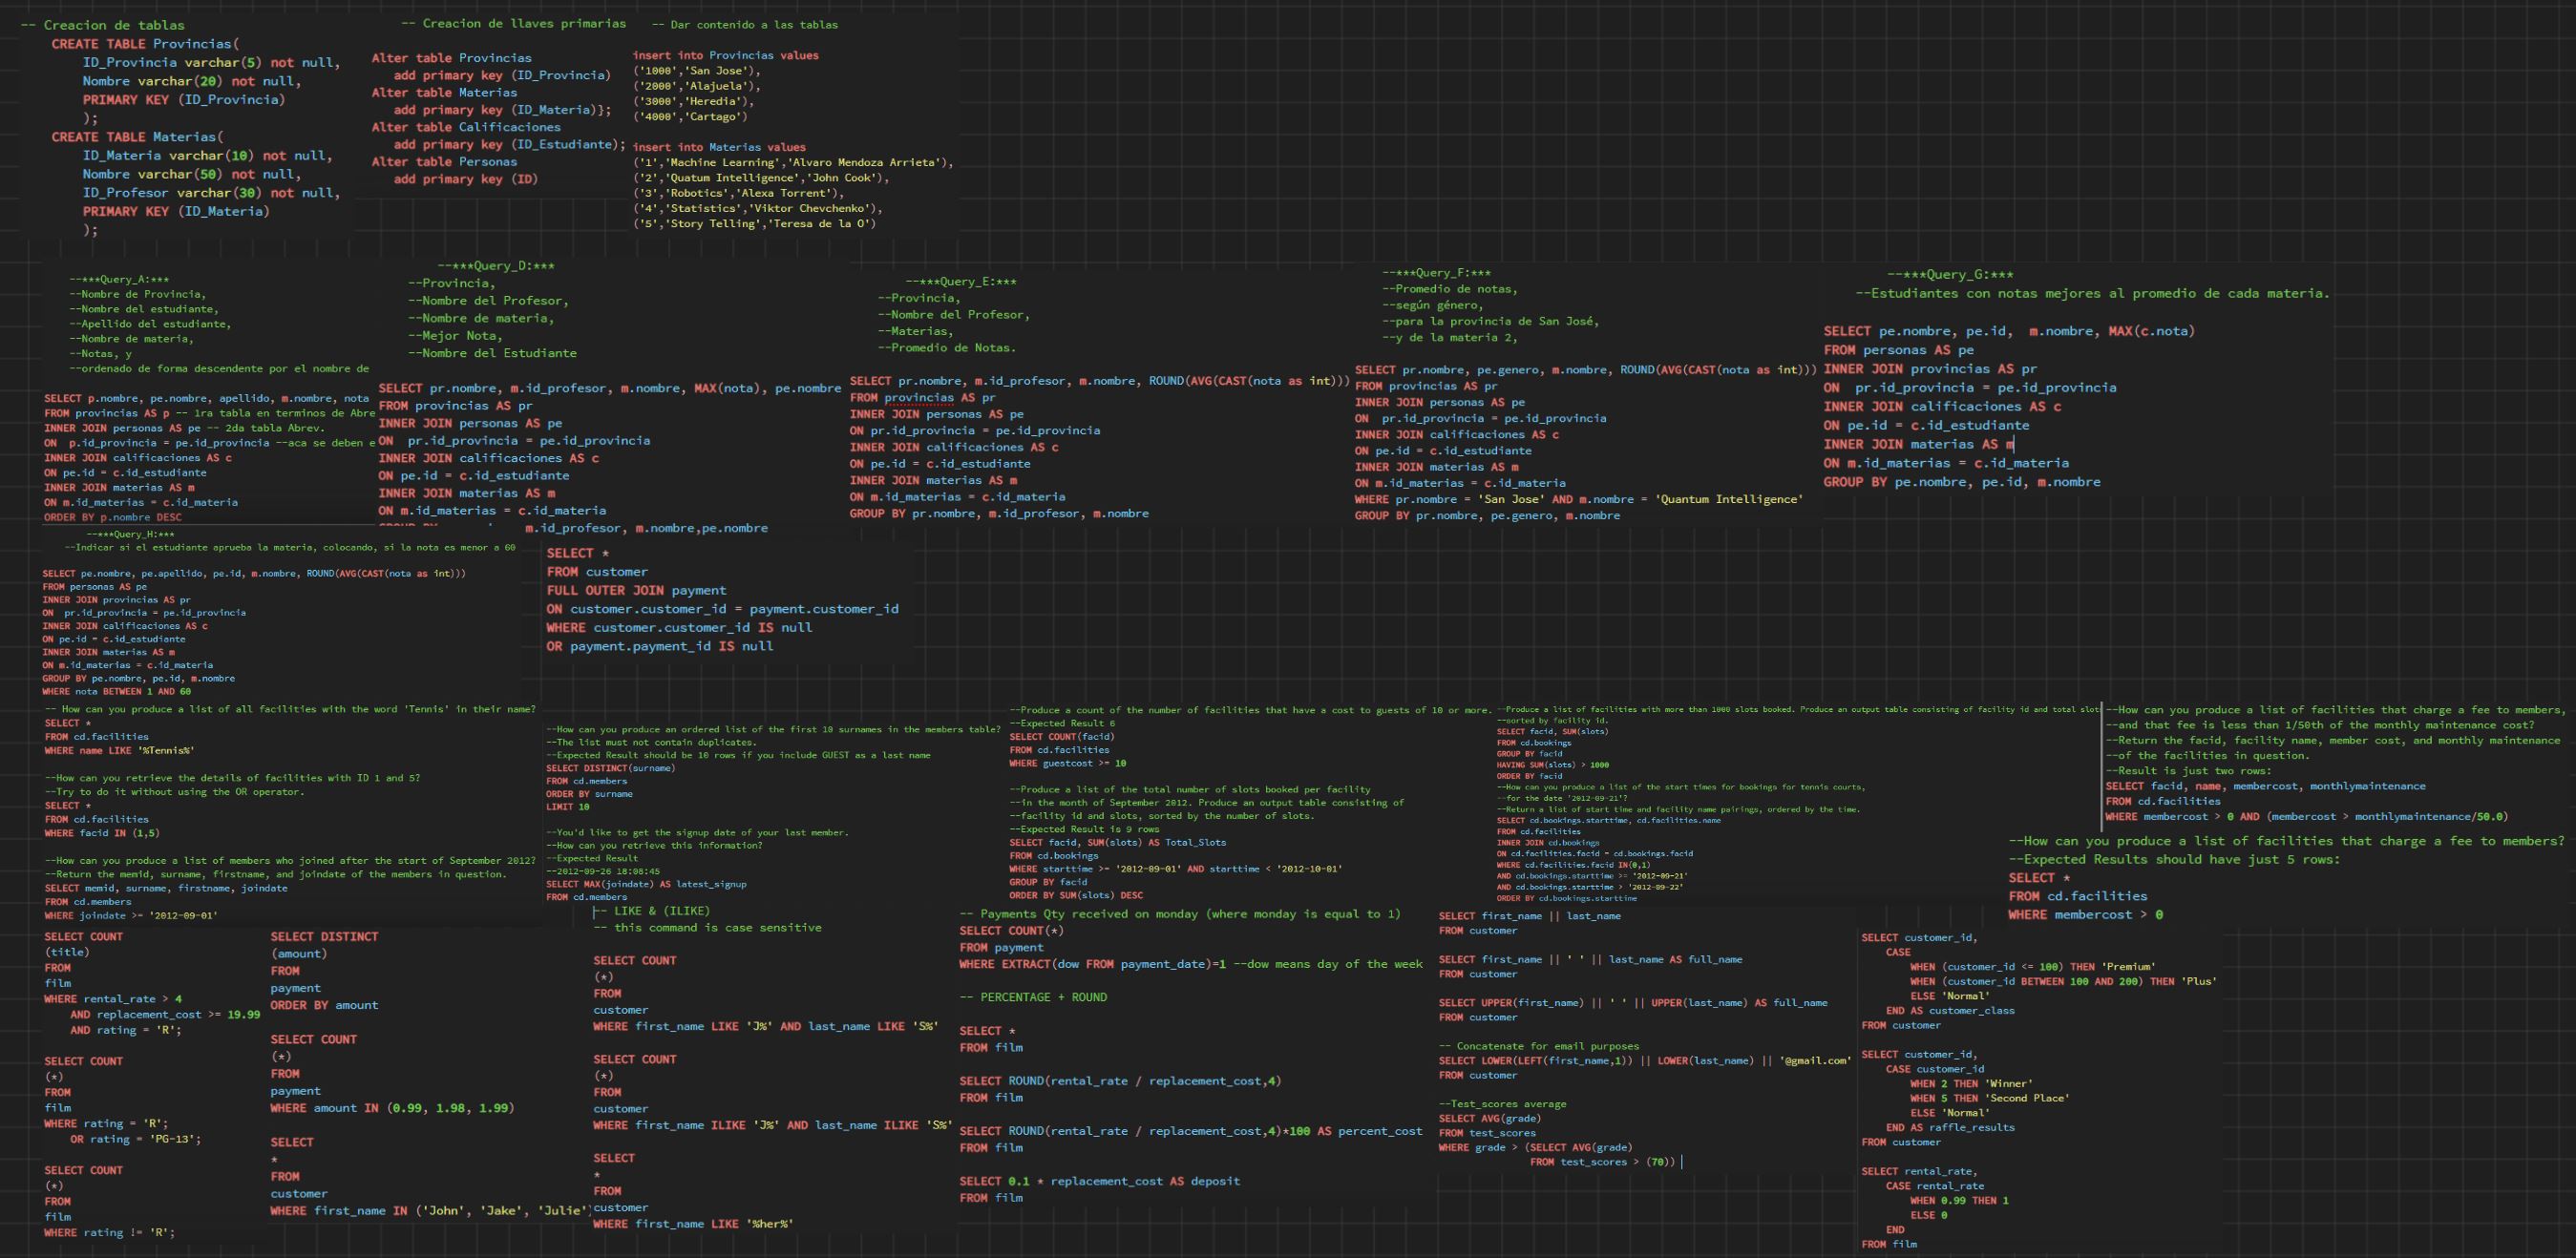 -- Creacion de tablas
CREATE TABLE Provincias(
ID_Provincia varchar(5) not null,
Nombre varchar(20) not null,
PRIMARY KEY (ID_Provincia)
);
CREATE TABLE Materias(
ID_Materia varchar(10) not null,
Nombre varchar(50) not null,
ID_Profesor varchar(30) not null,
PRIMARY KEY (ID_Materia)
);
-- Creacion de llaves primarias
Alter table Provincias
add primary key (ID_Provincia)
Alter table Materias
add primary key (ID_Materia)};
Alter table Calificaciones
add primary key (ID_Estudiante);
Alter table Personas
add primary key (ID)
-- Dar contenido a las tablas
insert into Provincias values
('1000','San Jose'),
('2000','Alajuela'),
('3000','Heredia'),
('4000','Cartago')
insert into Materias values
('1','Machine Learning','Alvaro Mendoza Arrieta'),
('2','Quatum Intelligence','John Cook'),
('3','Robotics','Alexa Torrent'),
('4','Statistics','Viktor Chevchenko'),
('5','Story Telling','Teresa de la O')
--***Query_A:***
--Nombre de Provincia,
--Nombre del estudiante,
--Apellido del estudiante,
--Nombre de materia,
--Notas, y
--ordenado de forma descendente por el nombre de
SELECT p.nombre, pe.nombre, apellido, m.nombre, nota
FROM provincias AS p -- 1ra tabla en terminos de Abre
INNER JOIN personas AS pe -- 2da tabla Abrev.
ON p.id_provincia = pe.id_provincia --aca se deben e
INNER JOIN calificaciones AS c
ON pe.id = c.id_estudiante
INNER JOIN materias AS m
ON m.id_materias = c.id_materia
ORDER BY p.nombre DESC
--***Query_D:***
--Provincia,
--Nombre del Profesor,
--Nombre de materia,
--Mejor Nota,
--Nombre del Estudiante
SELECT pr.nombre, m.id_profesor, m.nombre, MAX(nota), pe.nombre
FROM provincias AS pr
INNER JOIN personas AS pe
ON pr.id_provincia = pe.id_provincia
INNER JOIN calificaciones AS c
ON pe.id = c.id_estudiante
INNER JOIN materias AS m
ON m.id_materias = c.id_materia
m.id_profesor, m.nombre,pe.nombre
--***Query_E:***
--Provincia,
--Nombre del Profesor,
--Materias,
--Promedio de Notas.
SELECT pr.nombre, m.id_profesor, m.nombre, ROUND(AVG(CAST(nota as int)))
FROM provincias AS pr
INNER JOIN personas AS pe
ON pr.id_provincia = pe.id_provincia
INNER JOIN calificaciones AS c
ON pe.id = c.id_estudiante
INNER JOIN materias AS m
ON m.id_materias = c.id_materia
GROUP BY pr.nombre, m.id_profesor, m.nombre
--***Query_F:***
--Promedio de notas,
--según género,
--para la provincia de San José,
--y de la materia 2,
SELECT pr.nombre, pe.genero, m.nombre, ROUND(AVG(CAST(nota as int)))
FROM provincias AS pr
INNER JOIN personas AS pe
ON pr.id_provincia = pe.id_provincia
INNER JOIN calificaciones AS c
ON pe.id = c.id_estudiante
INNER JOIN materias AS m
ON m.id_materias = c.id_materia
WHERE pr.nombre = 'San Jose' AND m.nombre = 'Quantum Intelligence'
GROUP BY pr.nombre, pe.genero, m.nombre
--***Query_G:***
--Estudiantes con notas mejores al promedio de cada materia.
SELECT pe.nombre, pe.id, m.nombre, MAX(c.nota)
FROM personas AS pe
INNER JOIN provincias AS pr
ON pr.id_provincia = pe.id_provincia
INNER JOIN calificaciones AS c
ON pe.id = c.id_estudiante
INNER JOIN materias AS m
ON m.id_materias = c.id_materia
GROUP BY pe.nombre, pe.id, m.nombre
--***Query_H:***
--Indicar si el estudiante aprueba la materia, colocando, si la nota es menor a 60
SELECT pe.nombre, pe.apellido, pe.id, m.nombre, ROUND(AVG(CAST(nota as int)))
FROM personas AS pe
INNER JOIN provincias AS pr
ON pr.id_provincia = pe.id_provincia
INNER JOIN calificaciones AS c
ON pe.id = c.id_estudiante
INNER JOIN materias AS m
ON m.id_materias = c.id_materia
GROUP BY pe.nombre, pe.id, m.nombre
WHERE nota BETWEEN 1 AND 60
SELECT *
FROM customer
FULL OUTER JOIN payment
ON customer.customer_id = payment.customer_id
WHERE customer.customer_id IS null
OR payment.payment_id IS null
-- How can you produce a list of all facilities with the word 'Tennis' in their name?
SELECT *
FROM cd.facilities
WHERE name LIKE '%Tennis%'
--How can you retrieve the details of facilities with ID 1 and 5?
--Try to do it without using the OR operator.
SELECT *
FROM cd.facilities
WHERE facid IN (1,5)
--How can you produce a list of members who joined after the start of September 2012?
--Return the memid, surname, firstname, and joindate of the members in question.
SELECT memid, surname, firstname, joindate
FROM cd.members
WHERE joindate >= '2012-09-01'
--How can you produce an ordered list of the first 10 surnames in the members table?
--The list must not contain duplicates.
--Expected Result should be 10 rows if you include GUEST as a last name
SELECT DISTINCT(surname)
FROM cd.members
ORDER BY surname
LIMIT 10
--You'd like to get the signup date of your last member.
--How can you retrieve this information?
--Expected Result
--2012-09-26 18:08:45
SELECT MAX(joindate) AS latest_signup
FROM cd.members
--Produce a count of the number of facilities that have a cost to guests of 10 or more.
--Expected Result 6
SELECT COUNT(facid)
FROM cd.facilities
WHERE guestcost >= 10
--Produce a list of the total number of slots booked per facility
--in the month of September 2012. Produce an output table consisting of
--facility id and slots, sorted by the number of slots.
--Expected Result is 9 rows
SELECT facid, SUM(slots) AS Total_Slots
FROM cd.bookings
WHERE starttime >= '2012-09-01' AND starttime < '2012-10-01'
GROUP BY facid
ORDER BY SUM(slots) DESC
--Produce a list of facilities with more than 1000 slots booked. Produce an output table consisting of facility id and total slots
--sorted by facility id.
SELECT facid, SUM(slots)
FROM cd.bookings
GROUP BY facid
HAVING SUM(slots) > 1000
ORDER BY facid
--How can you produce a list of the start times for bookings for tennis courts,
--for the date '2012-09-21'?
--Return a list of start time and facility name pairings, ordered by the time.
SELECT cd.bookings.starttime, cd.facilities.name
FROM cd.facilities
INNER JOIN cd.bookings
ON cd.facilities.facid = cd.bookings.facid
WHERE cd.facilities.facid IN(0,1)
AND cd.bookings.starttime >= '2012-09-21'
AND cd.bookings.starttime > '2012-09-22'
ORDER BY cd.bookings.starttime
--How can you produce a list of facilities that charge a fee to members,
--and that fee is less than 1/50th of the monthly maintenance cost?
--Return the facid, facility name, member cost, and monthly maintenance
--of the facilities in question.
--Result is just two rows:
SELECT facid, name, membercost, monthlymaintenance
FROM cd.facilities
WHERE membercost > 0 AND (membercost > monthlymaintenance/50.0)
--How can you produce a list of facilities that charge a fee to members?
--Expected Results should have just 5 rows:
SELECT *
FROM cd.facilities
WHERE membercost > 0
SELECT COUNT
(title)
FROM
film
WHERE rental_rate > 4
AND replacement_cost >= 19.99
AND rating = 'R';
SELECT COUNT
(*)
FROM
film
WHERE rating = 'R';
OR rating = 'PG-13';
SELECT COUNT
(*)
FROM
film
WHERE rating != 'R';
SELECT DISTINCT
(amount)
FROM
payment
ORDER BY amount
SELECT COUNT
(*)
FROM
payment
WHERE amount IN (0.99, 1.98, 1.99)
SELECT
*
FROM
customer
WHERE first_name IN ('John', 'Jake', 'Julie')
-- LIKE & (ILIKE)
-- this command is case sensitive
SELECT COUNT
(*)
FROM
customer
WHERE first_name LIKE 'J%' AND last_name LIKE 'S%'
SELECT COUNT
(*)
FROM
customer
WHERE first_name ILIKE 'J%' AND last_name ILIKE 'S%'
SELECT
*
FROM
customer
WHERE first_name LIKE '%her%'
-- Payments Qty received on monday (where monday is equal to 1)
SELECT COUNT(*)
FROM payment
WHERE EXTRACT(dow FROM payment_date)=1 --dow means day of the week
-- PERCENTAGE + ROUND
SELECT *
FROM film
SELECT ROUND(rental_rate / replacement_cost,4)
FROM film
SELECT ROUND(rental_rate / replacement_cost,4)*100 AS percent_cost
FROM film
SELECT 0.1 * replacement_cost AS deposit
FROM film
SELECT first_name || last_name
FROM customer
SELECT first_name || ' ' || last_name AS full_name
FROM customer
SELECT UPPER(first_name) || ' ' || UPPER(last_name) AS full_name
FROM customer
-- Concatenate for email purposes
SELECT LOWER(LEFT(first_name,1)) || LOWER(last_name) || '@gmail.com'
FROM customer
--Test_scores average
SELECT AVG(grade)
FROM test_scores
WHERE grade > (SELECT AVG(grade)
FROM test_scores > (70))
SELECT customer_id,
CASE
WHEN (customer_id <= 100) THEN 'Premium'
WHEN (customer_id BETWEEN 100 AND 200) THEN 'Plus'
ELSE 'Normal'
END AS customer_class
FROM customer
SELECT customer_id,
CASE customer_id
WHEN 2 THEN 'Winner'
WHEN 5 THEN 'Second Place'
ELSE 'Normal'
END AS raffle_results
FROM customer
SELECT rental_rate,
CASE rental_rate
WHEN 0.99 THEN 1
ELSE 0
END
FROM film